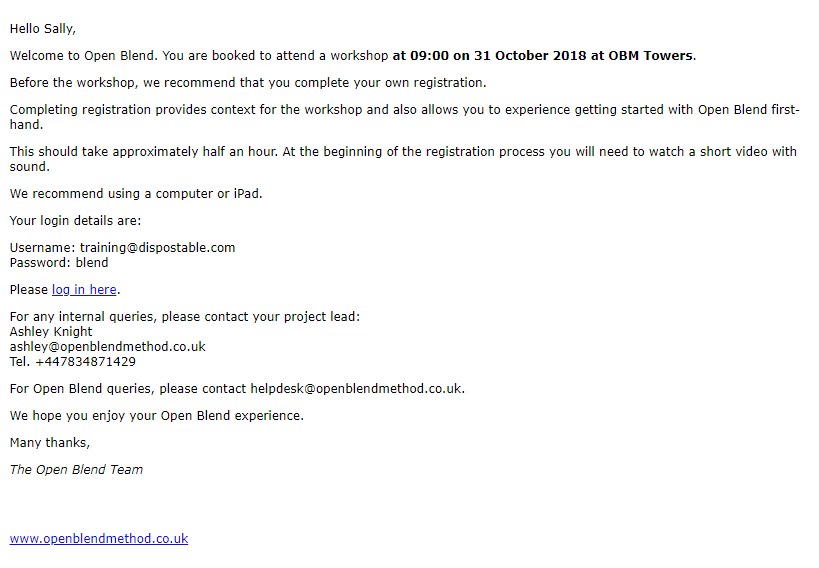 Hello Sally,
Welcome to Open Blend. You are booked to attend a workshop at 09:00 on 31 October 2018 at OBM Towers.
Before the workshop, we recommend that you complete your own registration.
Completing registration provides context for the workshop and also allows you to experience getting started with Open Blend first-
hand.
This should take approximately half an hour. At the beginning of the registration process you will need to watch a short video with
sound.
We recommend using a computer or iPad.
Your login details are:
Username: training@dispostable.com
Password: blend
Please log in here.
For any internal queries, please contact your project lead:
Ashley Knight
ashley@openblendmethod.co.uk
Tel. +447834871429
For Open Blend queries, please contact helpdesk@openblendmethod.co.uk.
We hope you enjoy your Open Blend experience.
Many thanks,
The Open Blend Team
www.openblendmethod.co.uk